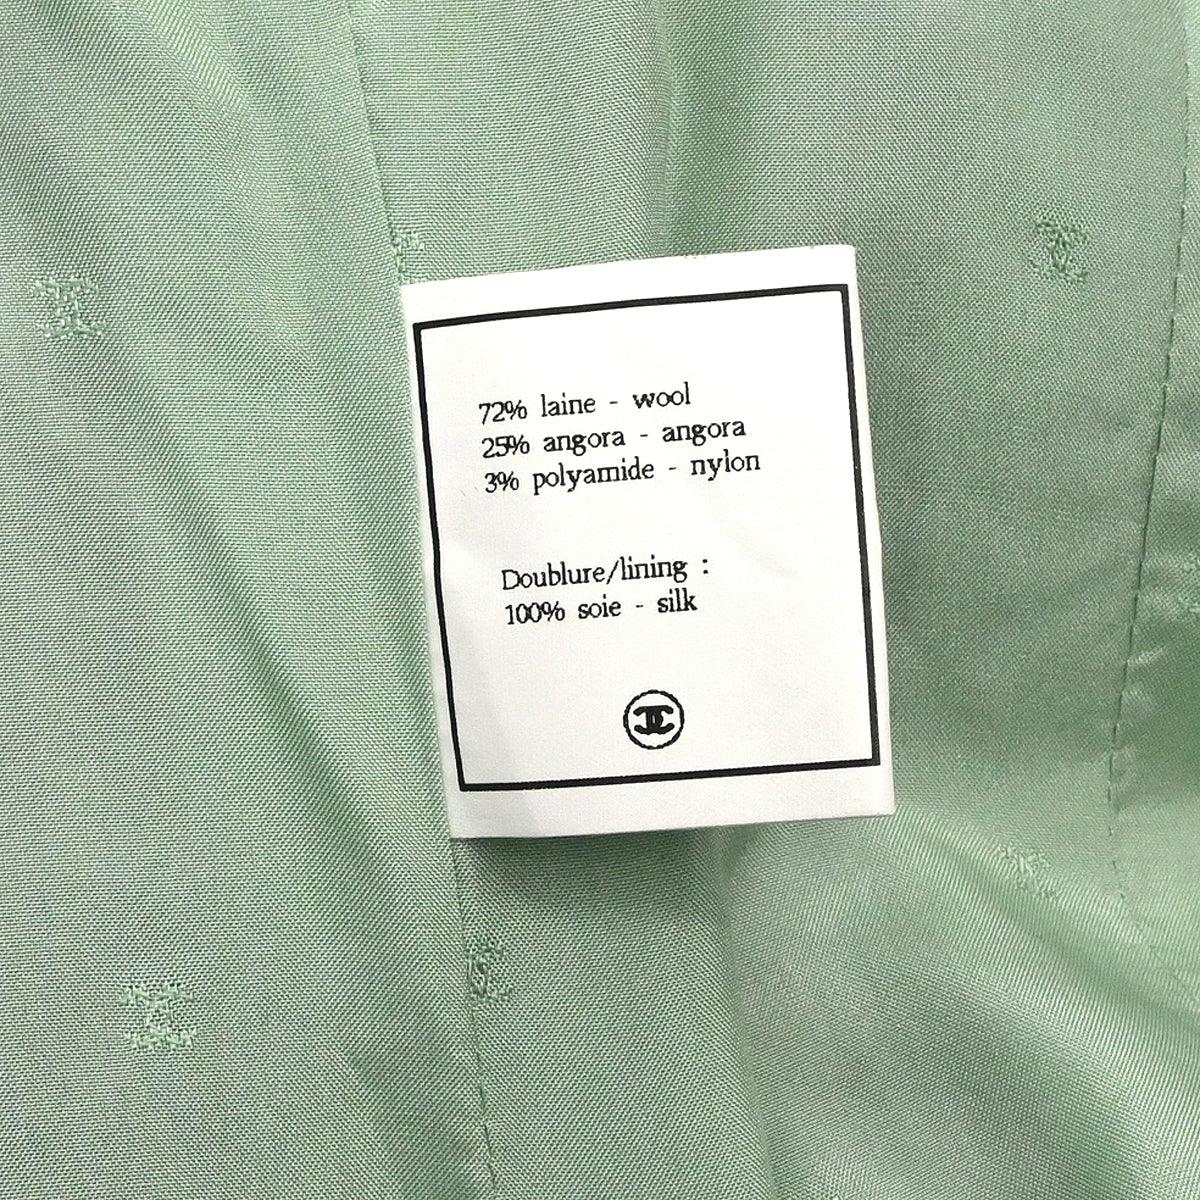 72% laine - wool
25% angora - angora
3% polyamide - nylon
Doublure/lining :
100% soie - silk